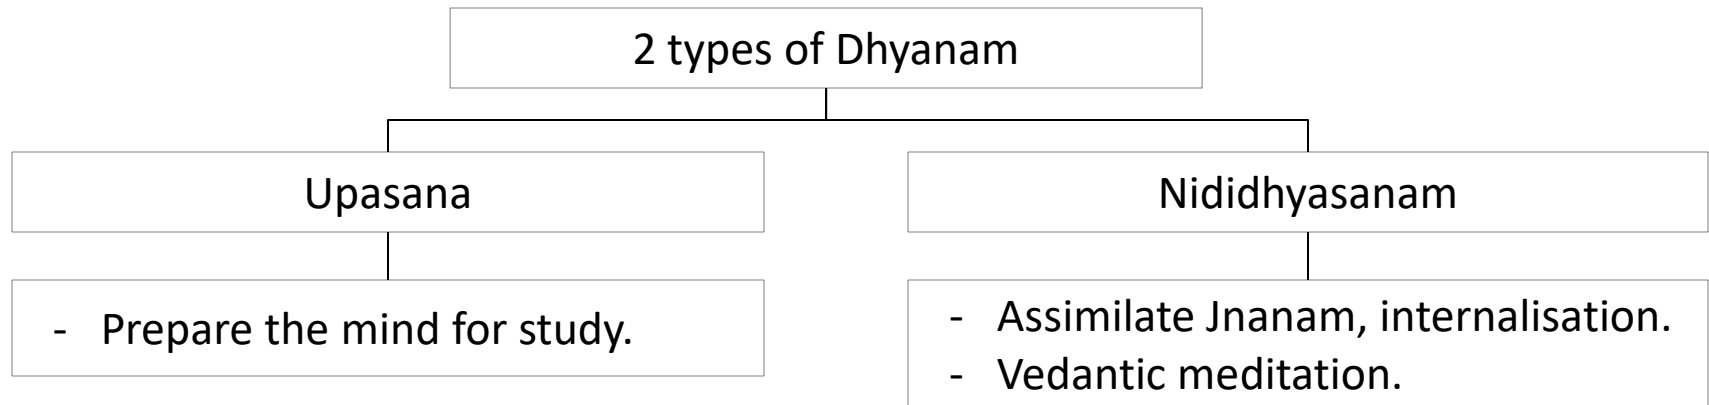 2 types of Dhyanam
Upasana
Nididhyasanam
- Prepare the mind for study.
- Assimilate Jnanam, internalisation.
- Vedantic meditation.